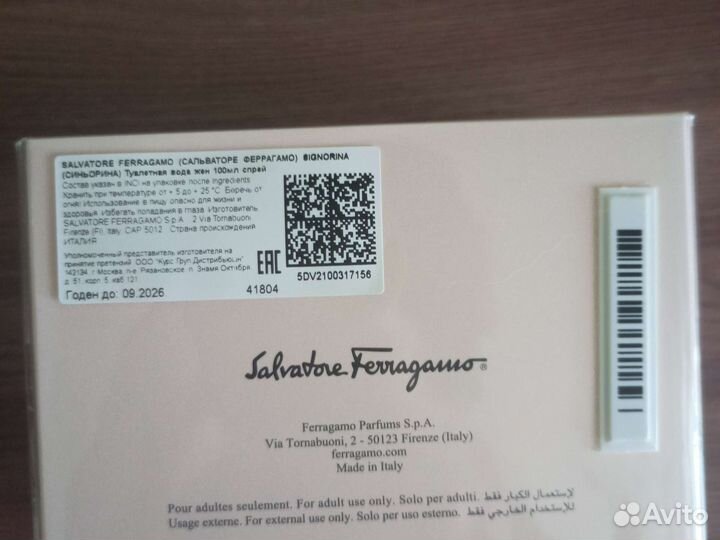 SALVATORE FERRAGAMO (САЛЬВАТОРЕ ФЕРРАГАМО) SIGNORINA
(СИНЬОРИНА) Туалетная вода жен 100мл спрей
Состав указан в INCI на упаковке после Ingredients
Хранить при температуре от + 5 до + 25 °С. Беречь от
огня! Использование в пищу опасно для жизни и
здоровья. Избегать попадания в глаза. Изготовитель:
SALVATORE FERRAGAMO S.p.A. 2 Via Tornabuoni
Firenze (FI), Italy. CAP 5012. Страна происхождения
ИТАЛИЯ
Уполномоченный представитель изготовителя на
принятие претензий: ООО "Курс Груп Дистрибьюшн"
142134, г Москва, п-е. Рязановское, п. Знамя Октября,
д. 51, корп 5, каб 121
Годен до: 09.2026
EAC
41804
5DV2100317156
Salvatore Ferragamo ®
Ferragamo Parfums S.p.A.
Via Tornabuoni, 2 - 50123 Firenze (Italy)
ferragamo.com
Made in Italy
Pour adultes seulement. For adult use only. Solo per adulti. لاستعمال الكبار فقط.
Usage externe. For external use only. Solo per uso esterno. للاستخدام الخارجي فقط.
Avito